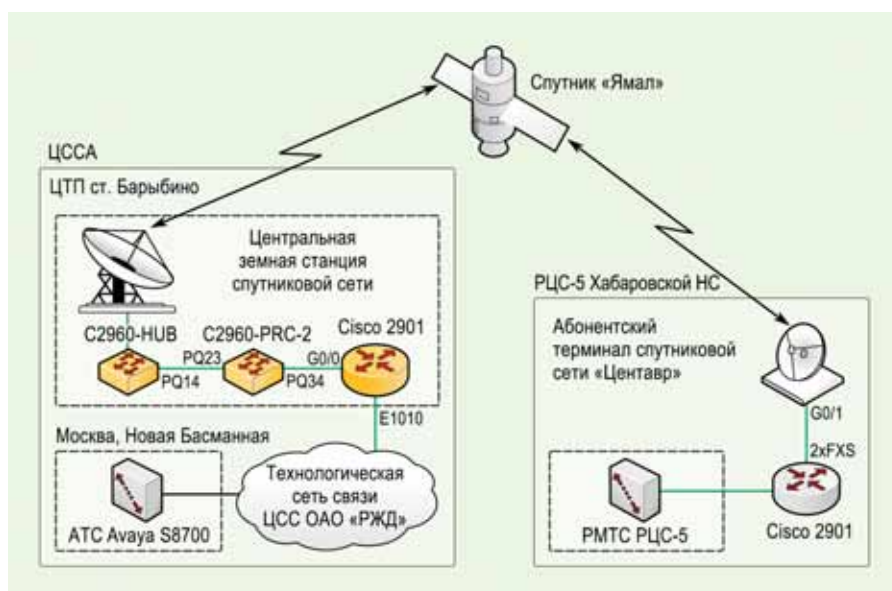 Спутник «Ямал»
ЦССА
ЦТП ст. Барыбино
Центральная
земная станция
спутниковой сети
C2960-HUB
C2960-PRC-2
Cisco 2901
PQ23
PQ14
G0/0
PQ34
E1010
Москва, Новая Басманная
Технологическая
сеть связи
ЦСС ОАО «РЖД»
АТС Avaya S8700
РЦС-5 Хабаровской НС
Абонентский
терминал спутниковой
сети «Центавр»
G0/1
2xFXS
РМТС РЦС-5
Cisco 2901